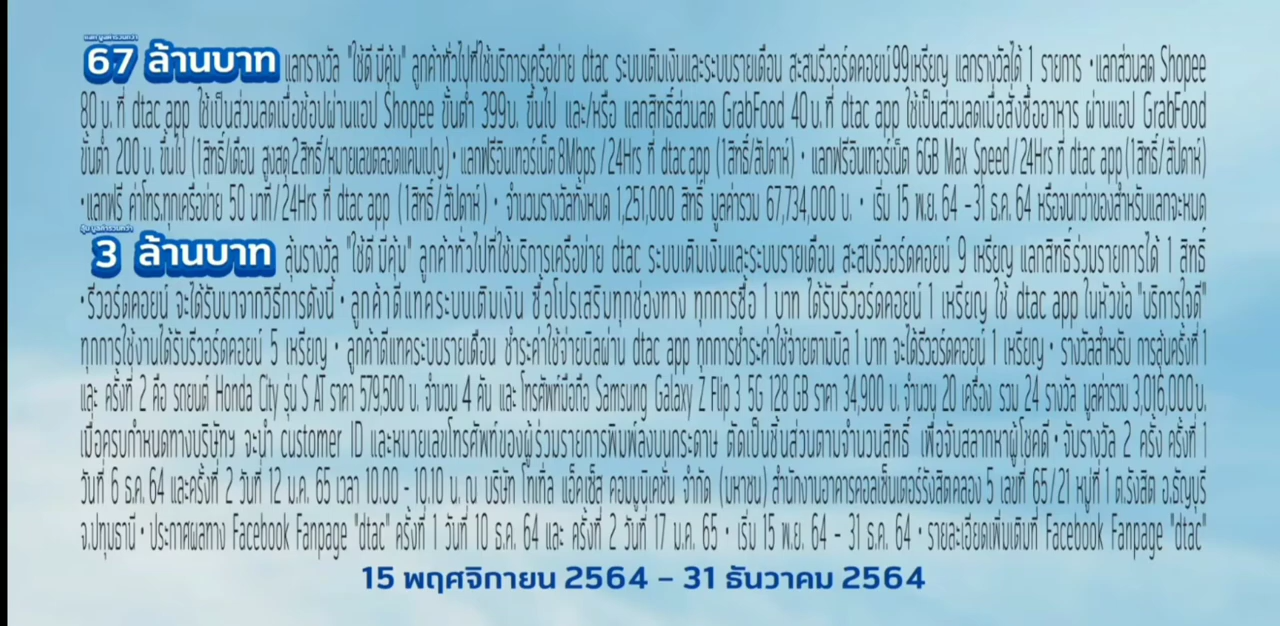 แลก มูลค่ารวมกว่า
67 ล้านบาท แลกรางวัล "ใช้ดี มีคุ้ม" ลูกค้าทั่วไปที่ใช้บริการเครือข่าย dtac ระบบเติมเงินและระบบรายเดือน สะสมรีวอร์ดคอยน์99เหรียญ แลกรางวัลได้ 1 รายการ •แลกส่วนลด Shopee
80 บ. ที่ dtac app ใช้เป็นส่วนลดเมื่อช้อปผ่านแอป Shopee ขั้นต่ำ 399บ. ขึ้นไป และ/หรือ แลกสิทธิ์ส่วนลด GrabFood 40บ.ที่ dtac app ใช้เป็นส่วนลดเมื่อสั่งซื้ออาหาร ผ่านแอป GrabFood
ขั้นต่ำ 200บ. ขึ้นไป (1สิทธิ์/เดือน สูงสุด2สิทธิ์/หมายเลขตลอดแคมเปญ) • แลกฟรีอินเทอร์เน็ต8Mbps /24Hrs ที่ dtac app (1สิทธิ์/สัปดาห์) • แลกฟรีอินเทอร์เน็ต 6GB Max Speed/24Hrs ที่ dtac app(1สิทธิ์/สัปดาห์)
•แลกฟรี ค่าโทรทุกเครือข่าย 50 นาที/24Hrs ที่ dtac app (1สิทธิ์/สัปดาห์) • จำนวนรางวัลทั้งหมด 1,251,000 สิทธิ์ มูลค่ารวม 67,734,000 บ. • เริ่ม 15 พ.ย. 64 -31 ธ.ค. 64 หรือจนกว่าของสำหรับแลกจะหมด
ลุ้น มูลค่ารวมกว่า
3 ล้านบาท ลุ้นรางวัล "ใช้ดี มีคุ้ม" ลูกค้าทั่วไปที่ใช้บริการเครือข่าย dtac ระบบเติมเงินและระบบรายเดือน สะสมรีวอร์ดคอยน์ 9 เหรียญ แลกสิทธิ์ร่วมรายการได้ 1 สิทธิ์
•รีวอร์ดคอยน์ จะได้รับมาจากวิธีการดังนี้ • ลูกค้าดีแทคระบบเติมเงิน ซื้อโปรเสริมทุกช่องทาง ทุกการซื้อ 1 บาท ได้รับรีวอร์ดคอยน์ 1 เหรียญ ใช้ dtac app ในหัวข้อ "บริการใจดี"
ทุกการใช้งานได้รับรีวอร์ดคอยน์ 5 เหรียญ • ลูกค้าดีแทคระบบรายเดือน ชำระค่าใช้จ่ายบิลผ่าน dtac app ทุกการชำระค่าใช้จ่ายตามบิล 1 บาท จะได้รีวอร์ดคอยน์ 1 เหรียญ • รางวัลสำหรับ การลุ้นครั้งที่ 1
และ ครั้งที่ 2 คือ รถยนต์ Honda City รุ่น S AT ราคา 579,500 บ. จำนวน 4 คัน และ โทรศัพท์มือถือ Samsung Galaxy Z Flip 3 5G 128 GB ราคา 34,900 บ. จำนวน 20 เครื่อง รวม 24 รางวัล มูลค่ารวม 3,016,000บ.
เมื่อครบกำหนดทางบริษัทฯ จะนำ customer ID และหมายเลขโทรศัพท์ของผู้ร่วมรายการพิมพ์ลงบนกระดาษ ตัดเป็นชิ้นส่วนตามจำนวนสิทธิ์ เพื่อจับสลากหาผู้โชคดี • จับรางวัล 2 ครั้ง ครั้งที่ 1
วันที่ 6 ธ.ค. 64 และครั้งที่ 2 วันที่ 12 ม.ค. 65 เวลา 10.00 - 10.10 น. ณ บริษัท โทเทิ่ล แอ็คเซ็ส คอมมูนิเคชั่น จำกัด (มหาชน) สำนักงานอาคารคอลเซ็นเตอร์รังสิตคลอง 5 เลขที่ 65/21 หมู่ที่ 1 ต.รังสิต อ.ธัญบุรี
จ.ปทุมธานี • ประกาศผลทาง Facebook Fanpage "dtac" ครั้งที่ 1 วันที่ 10 ธ.ค. 64 และ ครั้งที่ 2 วันที่ 17 ม.ค. 65 • เริ่ม 15 พ.ย. 64 - 31 ธ.ค. 64 • รายละเอียดเพิ่มเติมที่ Facebook Fanpage "dtac"
15 พฤศจิกายน 2564 – 31 ธันวาคม 2564